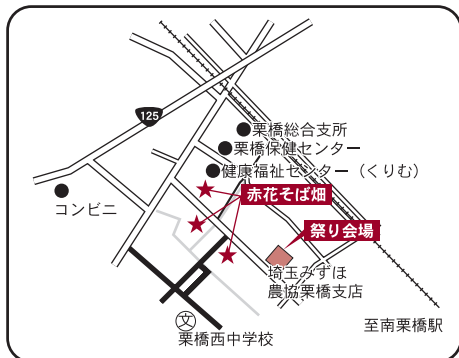 125
栗橋総合支所
栗橋保健センター
健康福祉センター（くりむ）
コンビニ
赤花そば畑
祭り会場
埼玉みずほ
農協栗橋支店
文
栗橋西中学校
至南栗橋駅